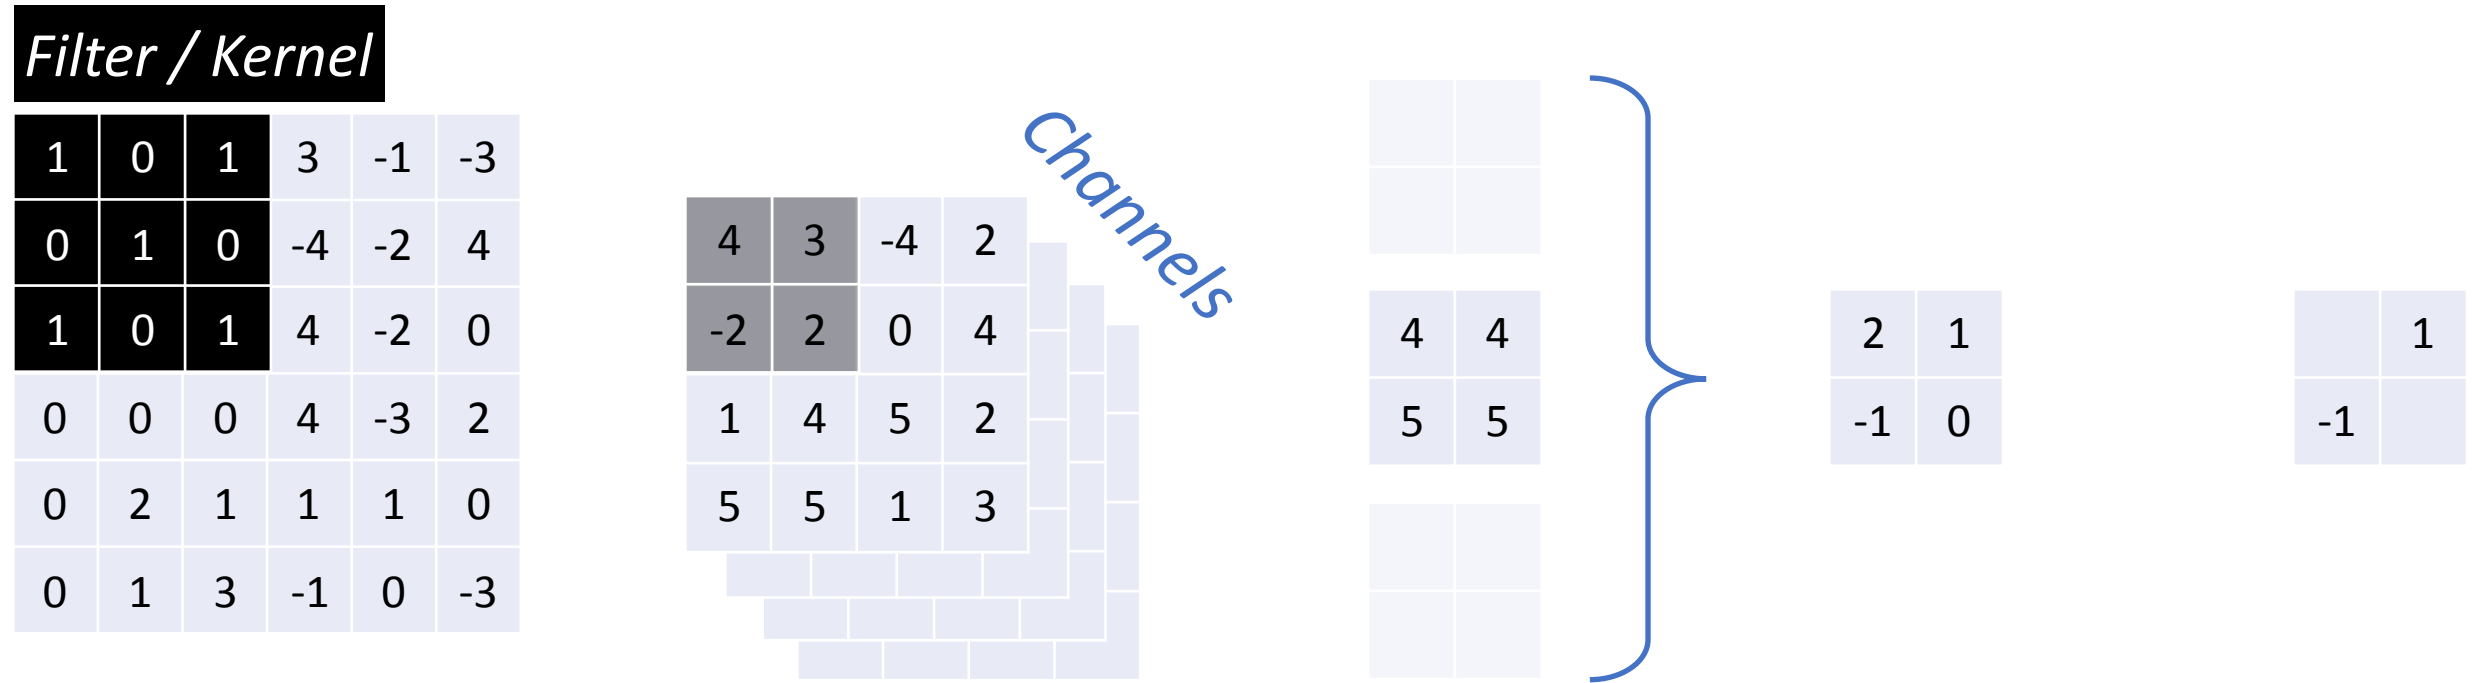 Filter / Kernel
1 0 1 3 -1 -3
0 1 0 -4 -2 4
1 0 1 4 -2 0
0 0 0 4 -3 2
0 2 1 1 1 0
0 1 3 -1 0 -3
Channels
4 3 -4 2
-2 2 0 4
1 4 5 2
5 5 1 3
4 4
5 5
2 1
-1 0
1
-1